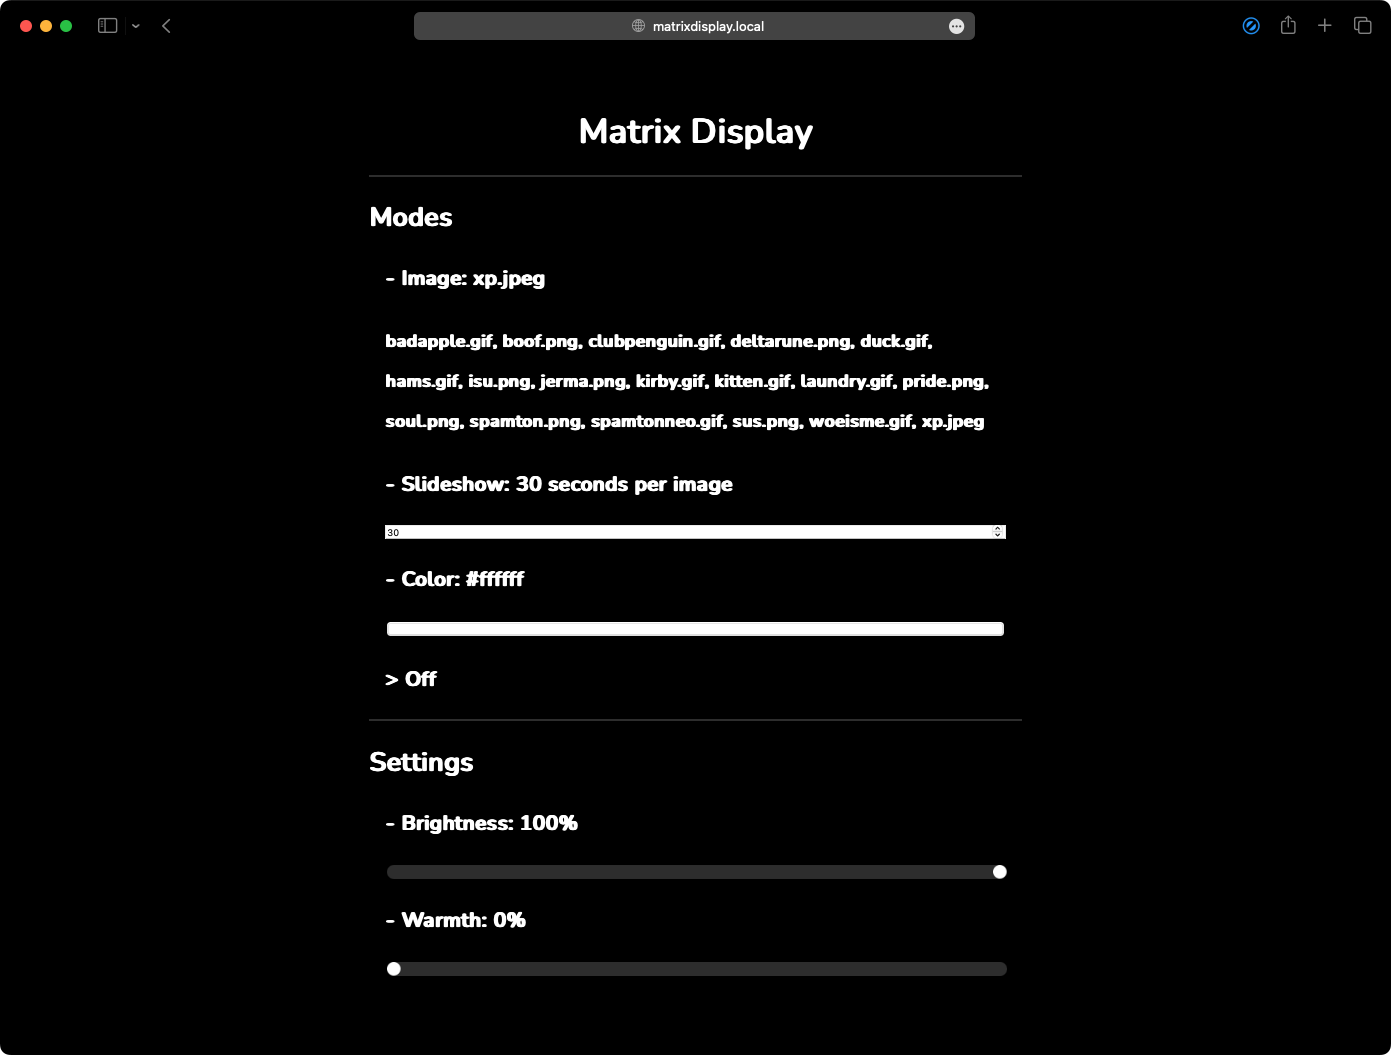 matrixdisplay.local
Matrix Display
Modes
- Image: xp.jpeg
badapple.gif, boof.png, clubpenguin.gif, deltarune.png, duck.gif,
hams.gif, isu.png, jerma.png, kirby.gif, kitten.gif, laundry.gif, pride.png,
soul.png, spamton.png, spamtonneo.gif, sus.png, woeisme.gif, xp.jpeg
- Slideshow: 30 seconds per image
30
- Color: #ffffff
> Off
Settings
- Brightness: 100%
- Warmth: 0%